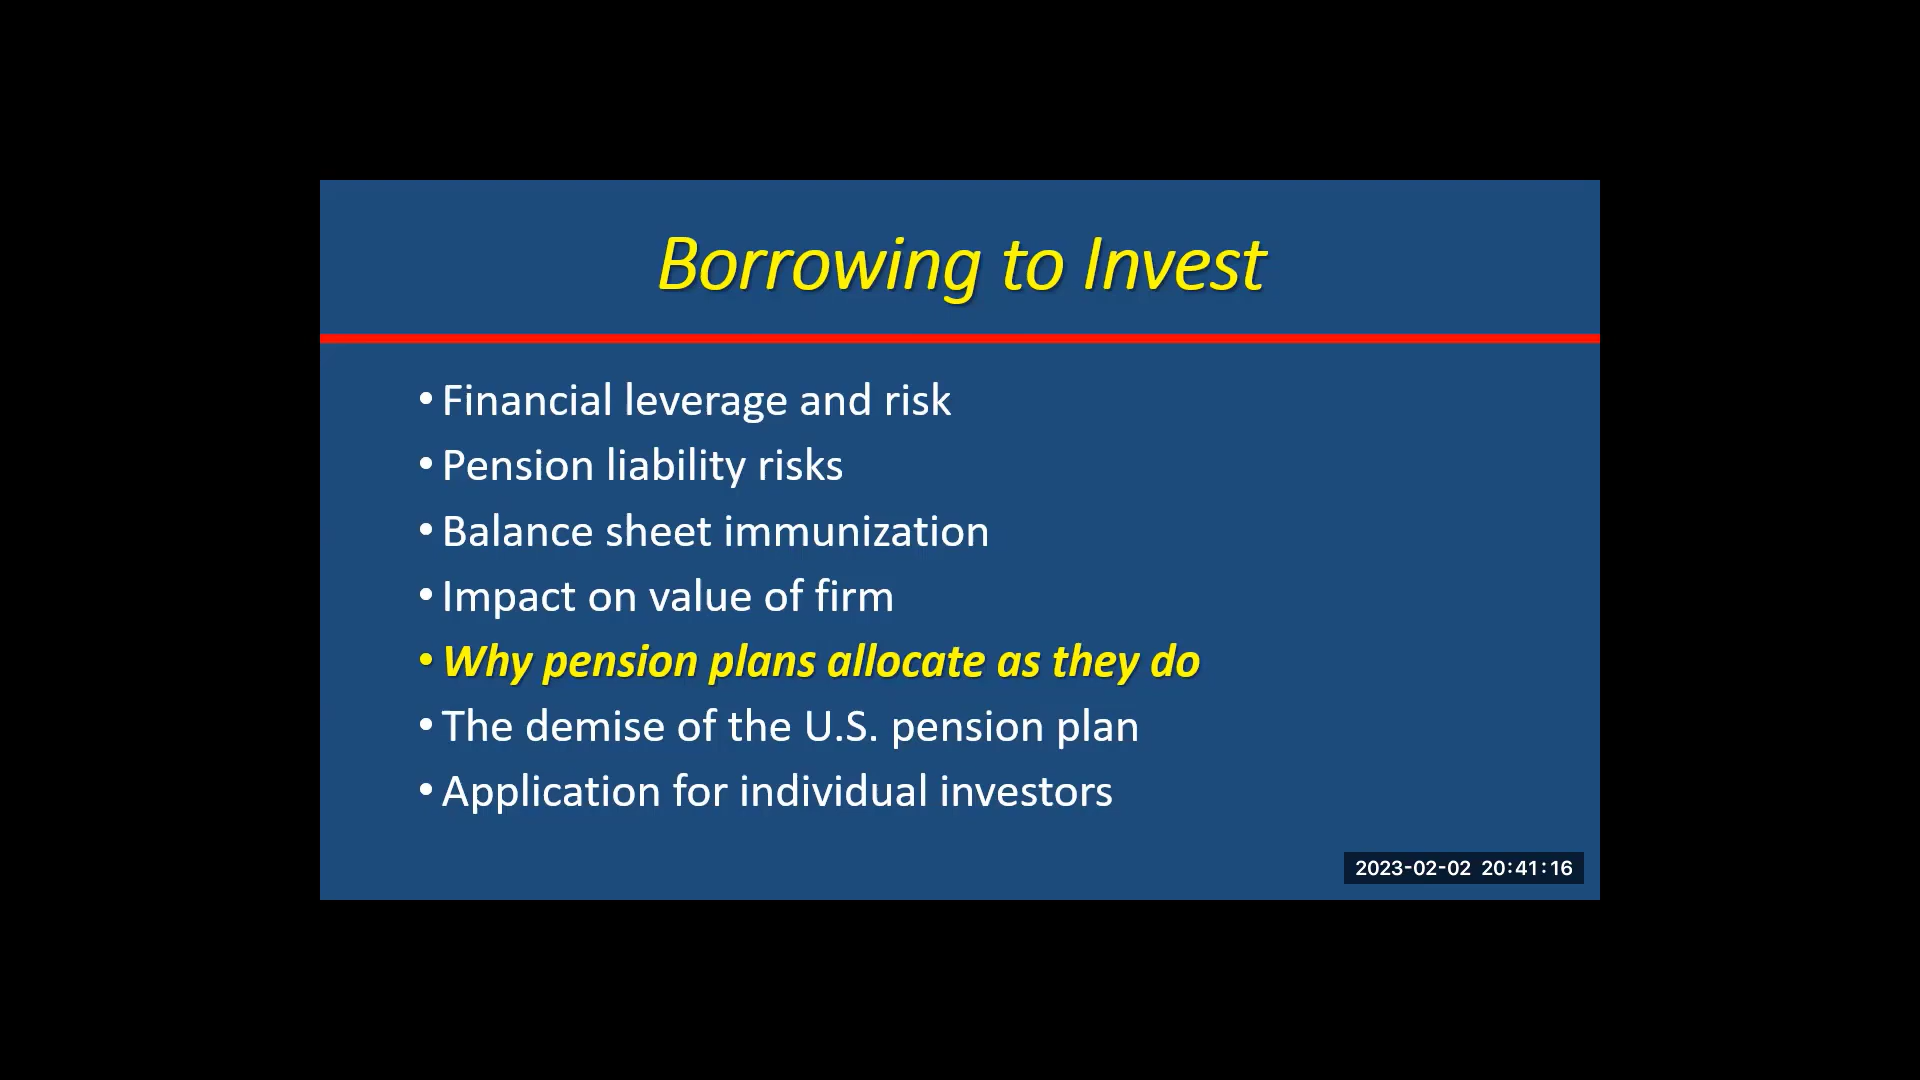 Borrowing to Invest
• Financial leverage and risk
• Pension liability risks
• Balance sheet immunization
• Impact on value of firm
• Why pension plans allocate as they do
• The demise of the U.S. pension plan
• Application for individual investors
2023-02-02 20:41:16